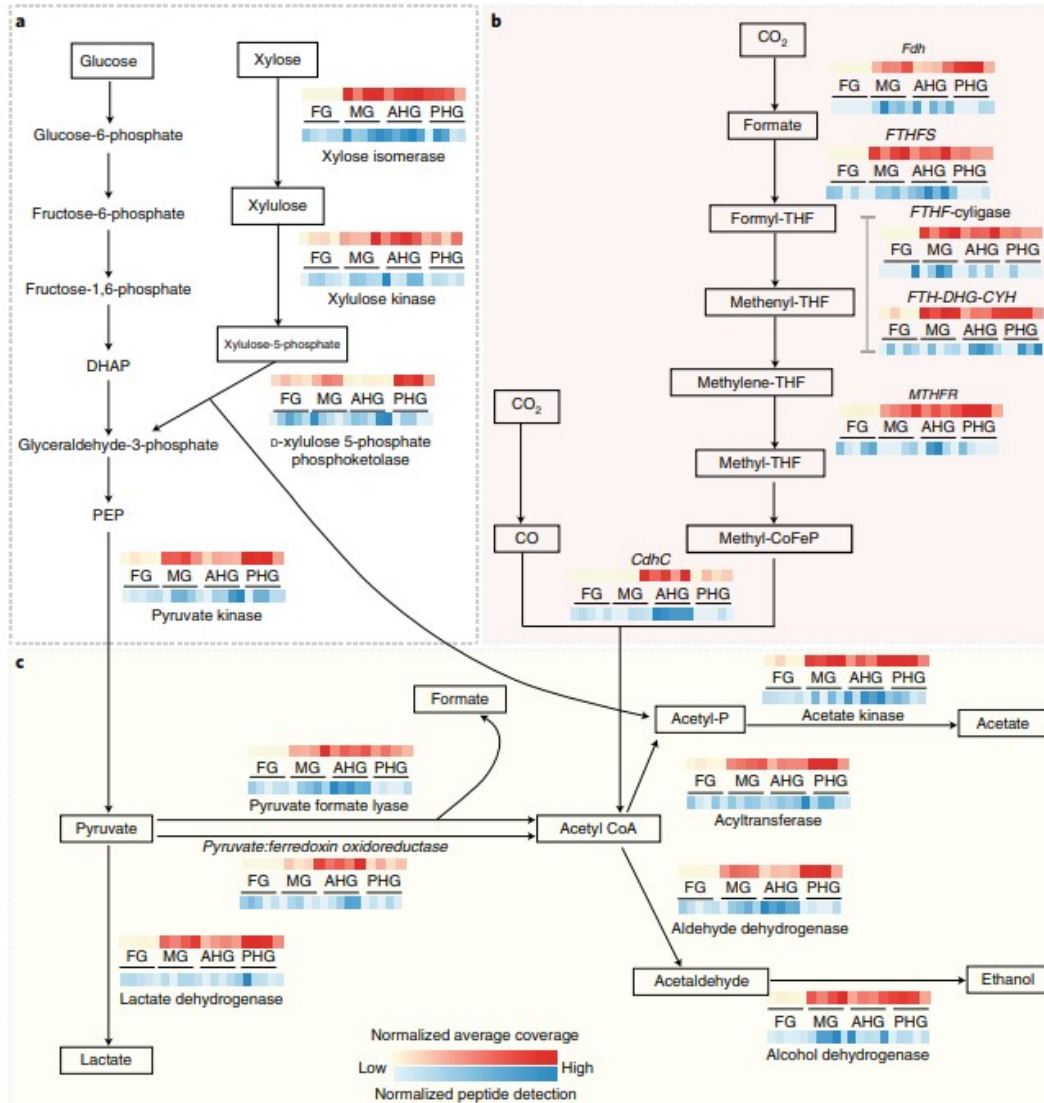 a
Glucose
Xylose
FG MG AHG PHG
Xylose isomerase
Glucose-6-phosphate
Xylulose
Fructose-6-phosphate
FG MG AHG PHG
Xylulose kinase
Fructose-1,6-phosphate
Xylulose-5-phosphate
DHAP
FG MG AHG PHG
D-xylulose 5-phosphate
phosphoketolase
Glyceraldehyde-3-phosphate
PEP
FG MG AHG PHG
Pyruvate kinase
b
CO2
Fdh
FG MG AHG PHG
Formate
FTHFS
FG MG AHG PHG
Formyl-THF
FTHF-cyligase
FG MG AHG PHG
Methenyl-THF
FTH-DHG-CYH
FG MG AHG PHG
Methylene-THF
MTHFR
FG MG AHG PHG
CO2
Methyl-THF
CO
Methyl-CoFeP
CdhC
FG MG AHG PHG
c
Formate
Acetyl-P
FG MG AHG PHG
Acetate kinase
Acetate
FG MG AHG PHG
Pyruvate formate lyase
FG MG AHG PHG
Acyltransferase
Pyruvate
Acetyl CoA
Pyruvate:ferredoxin oxidoreductase
FG MG AHG PHG
FG MG AHG PHG
Aldehyde dehydrogenase
FG MG AHG PHG
Lactate dehydrogenase
Acetaldehyde
Ethanol
FG MG AHG PHG
Alcohol dehydrogenase
Lactate
Normalized average coverage
Low High
Normalized peptide detection